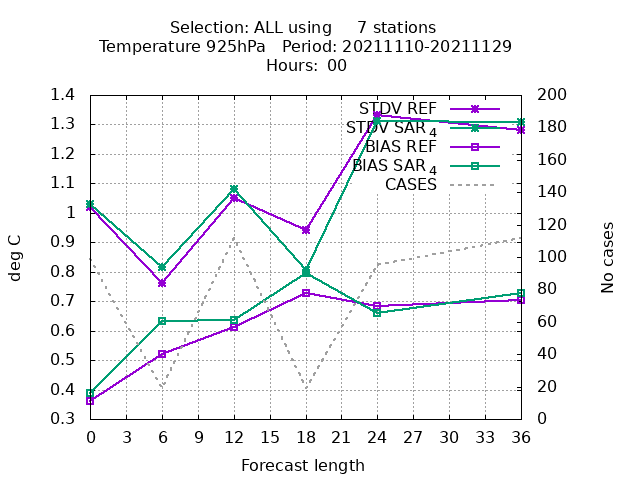 Selection: ALL using     7 stations
Temperature 925hPa   Period: 20211110-20211129
Hours:  00
STDV REF
STDV SAR 4
BIAS REF
BIAS SAR 4
CASES
1.4
1.3
1.2
1.1
1
0.9
0.8
0.7
0.6
0.5
0.4
0.3
deg C
200
180
160
140
120
100
80
60
40
20
0
No cases
0 3 6 9 12 15 18 21 24 27 30 33 36
Forecast length